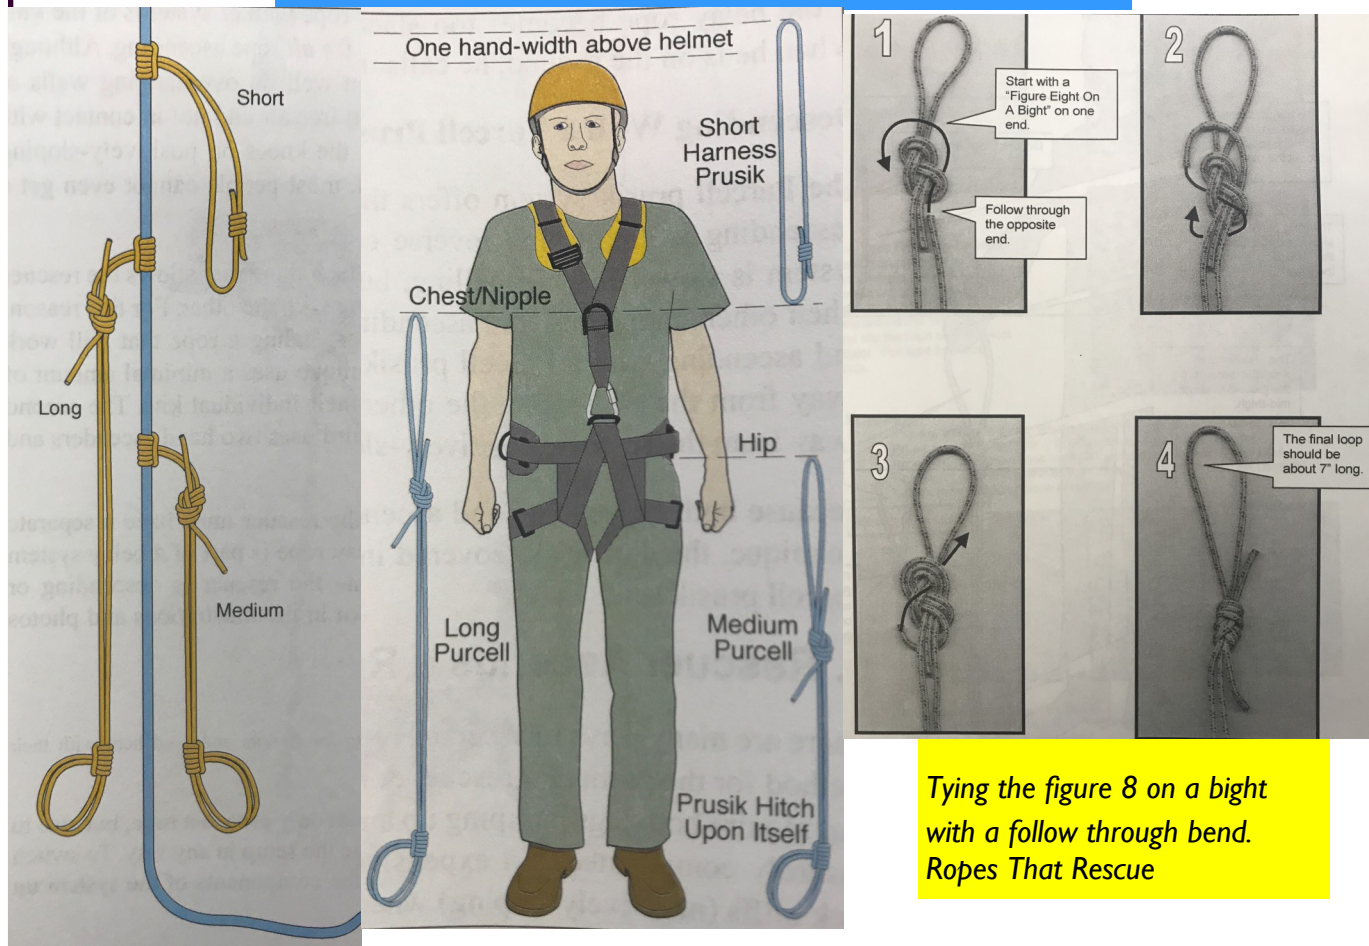 Short
Long
Medium
One hand-width above helmet
Short
Harness
Prusik
Chest/Nipple
Hip
Long
Purcell
Medium
Purcell
Prusik Hitch
Upon Itself
1
Start with a
"Figure Eight On
A Bight" on one
end.
Follow through
the opposite
end.
2
3
4
The final loop
should be
about 7" long.
Tying the figure 8 on a bight
with a follow through bend.
Ropes That Rescue